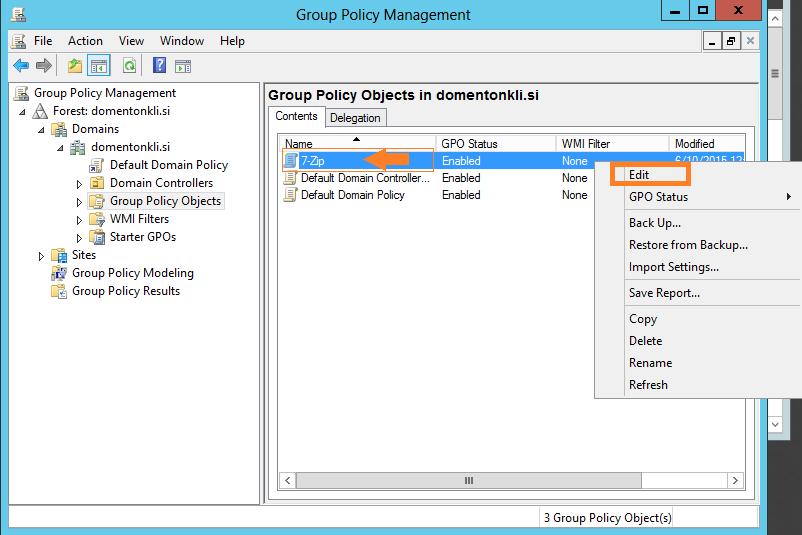 Group Policy Management
File Action View Window Help
Group Policy Management
Forest: domentonkli.si
Domains
domentonkli.si
Default Domain Policy
Domain Controllers
Group Policy Objects
WMI Filters
Starter GPOs
Sites
Group Policy Modeling
Group Policy Results
Group Policy Objects in domentonkli.si
Contents Delegation
Name GPO Status WMI Filter Modified
7-Zip Enabled None 6/10/2015 12
Default Domain Controller... Enabled None
Default Domain Policy Enabled None
Edit
GPO Status
Back Up...
Restore from Backup...
Import Settings...
Save Report...
Copy
Delete
Rename
Refresh
3 Group Policy Object(s)